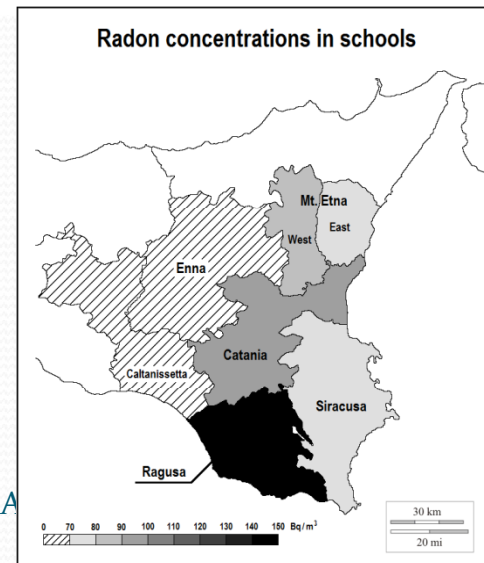 Radon concentrations in schools
Mt. Etna
West
East
Enna
Catania
Caltanissetta
Siracusa
Ragusa
A
0 70 80 90 100 110 120 130 140 150 Bq/m³
30 km
20 mi